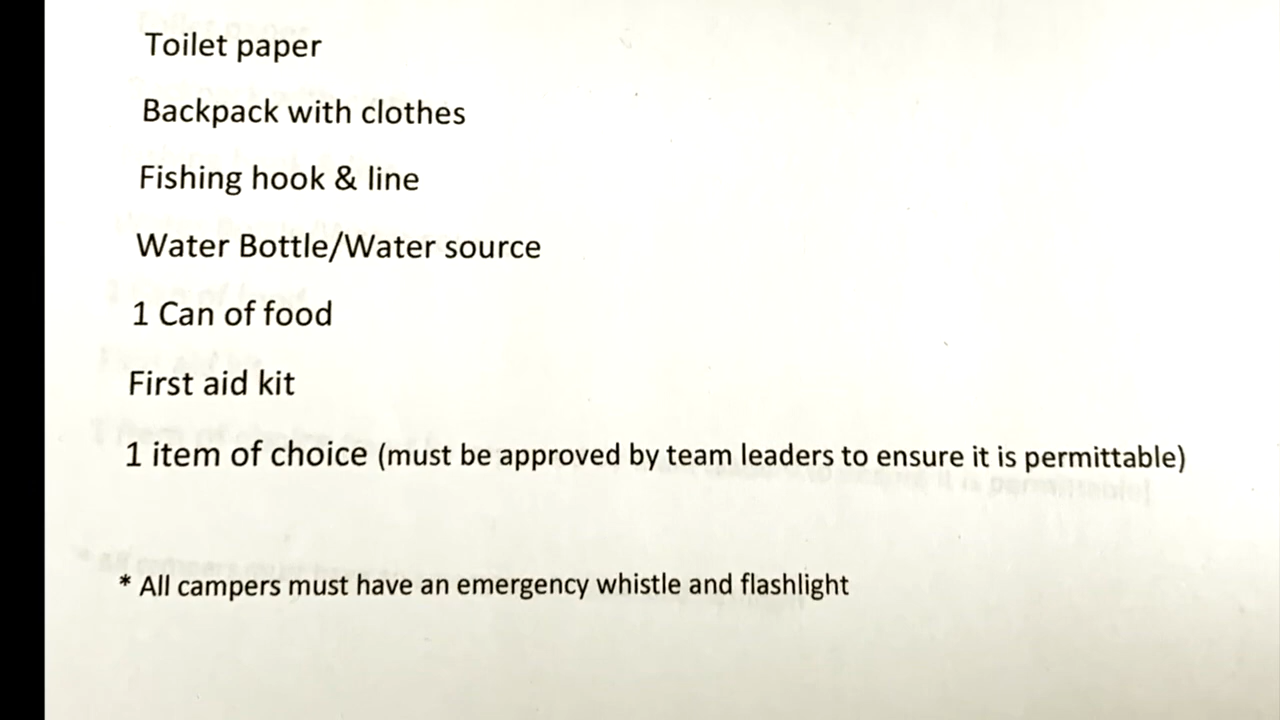 Toilet paper
Backpack with clothes
Fishing hook & line
Water Bottle/Water source
1 Can of food
First aid kit
1 item of choice (must be approved by team leaders to ensure it is permittable)
* All campers must have an emergency whistle and flashlight